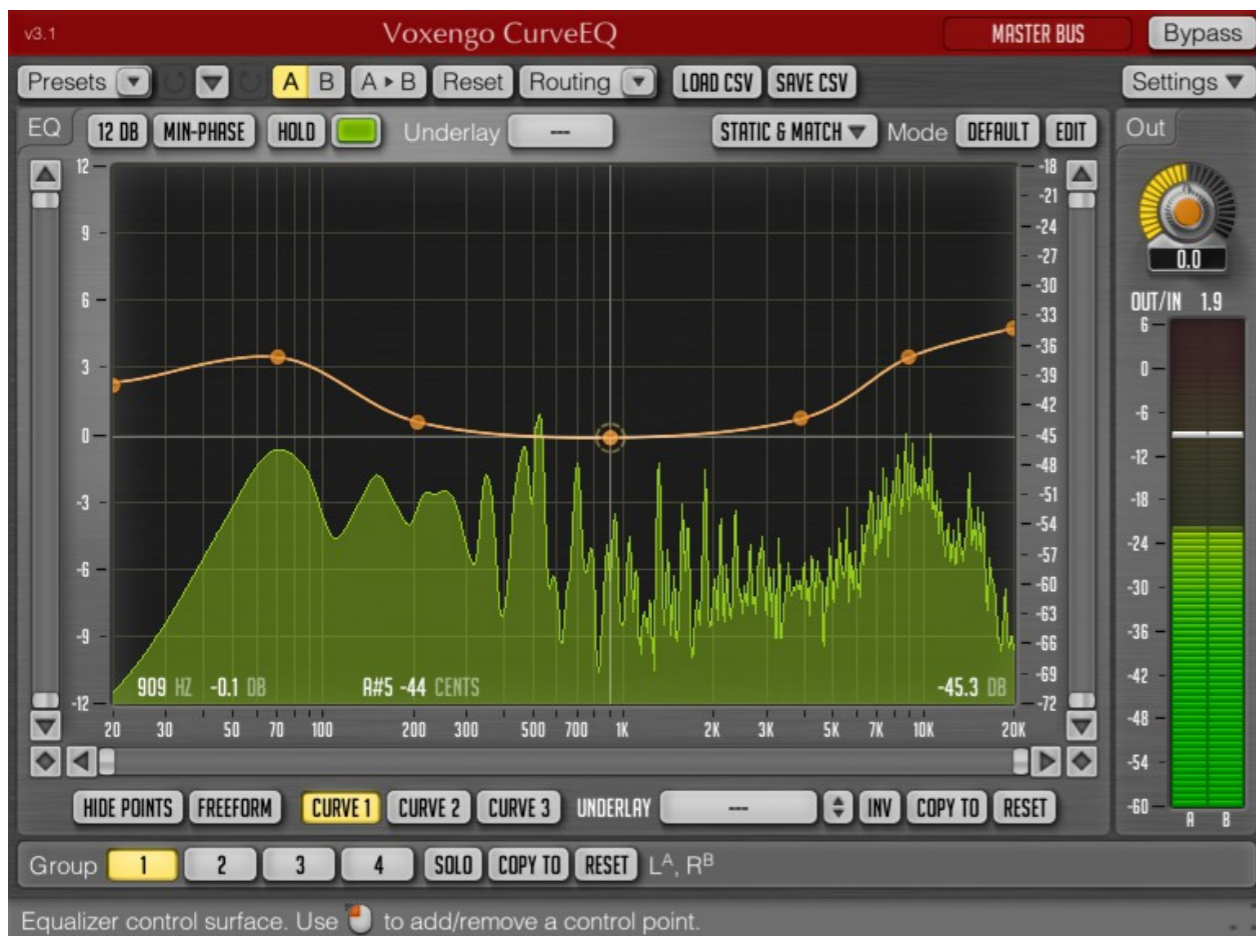 v3.1 Voxengo CurveEQ MASTER BUS Bypass
Presets A B A ▸ B Reset Routing LOAD CSV SAVE CSV Settings
EQ 12 DB MIN-PHASE HOLD Underlay --- STATIC & MATCH Mode DEFAULT EDIT Out
12 -18
-21
9 -24
-27
0.0
6 -30
OUT/IN 1.9
-33
6
-36
3 0
-39
-42 -6
0 -45
-12
-48
-3 -51 -18
-54
-24
-57
-6 -60 -30
-63
-9 -66 -36
-69
909 HZ -0.1 DB A#5 -44 CENTS -45.3 DB -42
-12 -72
20 30 50 70 100 200 300 500 700 1K 2K 3K 5K 7K 10K 20K -48
-54
HIDE POINTS FREEFORM CURVE 1 CURVE 2 CURVE 3 UNDERLAY --- INV COPY TO RESET -60
A B
Group 1 2 3 4 SOLO COPY TO RESET Lᴬ, Rᴮ
Equalizer control surface. Use to add/remove a control point.